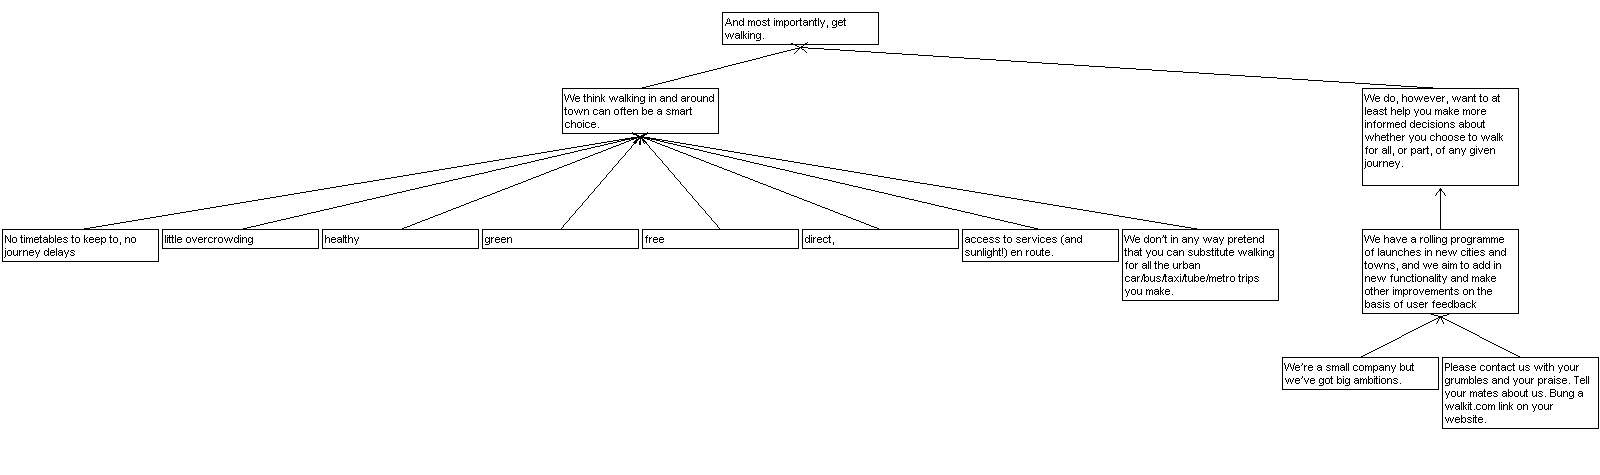 And most importantly, get
walking.
We think walking in and around
town can often be a smart
choice.
We do, however, want to at
least help you make more
informed decisions about
whether you choose to walk
for all, or part, of any given
journey.
No timetables to keep to, no
journey delays
little overcrowding
healthy
green
free
direct,
access to services (and
sunlight!) en route.
We don't in any way pretend
that you can substitute walking
for all the urban
car/bus/taxi/tube/metro trips
you make.
We have a rolling programme
of launches in new cities and
towns, and we aim to add in
new functionality and make
other improvements on the
basis of user feedback
We're a small company but
we've got big ambitions.
Please contact us with your
grumbles and your praise. Tell
your mates about us. Bung a
walkit.com link on your
website.